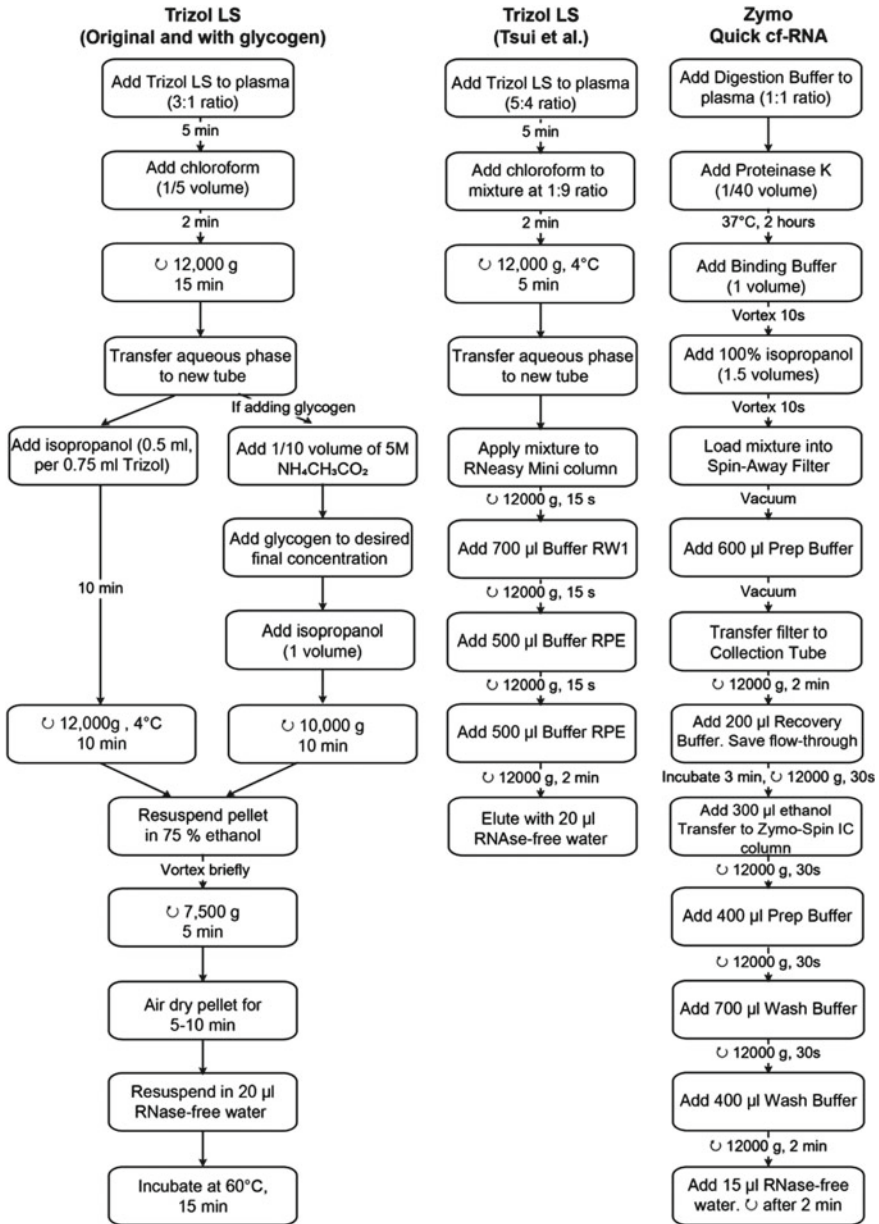 Trizol LS
(Original and with glycogen)
Add Trizol LS to plasma
(3:1 ratio)
5 min
Add chloroform
(1/5 volume)
2 min
↻ 12,000 g
15 min
Transfer aqueous phase
to new tube
If adding glycogen
Add isopropanol (0.5 ml,
per 0.75 ml Trizol)
10 min
↻ 12,000g , 4°C
10 min
Add 1/10 volume of 5M
NH₄CH₃CO₂
Add glycogen to desired
final concentration
Add isopropanol
(1 volume)
↻ 10,000 g
10 min
Resuspend pellet
in 75 % ethanol
Vortex briefly
↻ 7,500 g
5 min
Air dry pellet for
5-10 min
Resuspend in 20 µl
RNase-free water
Incubate at 60°C,
15 min
Trizol LS
(Tsui et al.)
Add Trizol LS to plasma
(5:4 ratio)
5 min
Add chloroform to
mixture at 1:9 ratio
2 min
↻ 12,000 g, 4°C
5 min
Transfer aqueous phase
to new tube
Apply mixture to
RNeasy Mini column
↻ 12000 g, 15 s
Add 700 µl Buffer RW1
↻ 12000 g, 15 s
Add 500 µl Buffer RPE
↻ 12000 g, 15 s
Add 500 µl Buffer RPE
↻ 12000 g, 2 min
Elute with 20 µl
RNAse-free water
Zymo
Quick cf-RNA
Add Digestion Buffer to
plasma (1:1 ratio)
Add Proteinase K
(1/40 volume)
37°C, 2 hours
Add Binding Buffer
(1 volume)
Vortex 10s
Add 100% isopropanol
(1.5 volumes)
Vortex 10s
Load mixture into
Spin-Away Filter
Vacuum
Add 600 µl Prep Buffer
Vacuum
Transfer filter to
Collection Tube
↻ 12000 g, 2 min
Add 200 µl Recovery
Buffer. Save flow-through
Incubate 3 min, ↻ 12000 g, 30s
Add 300 µl ethanol
Transfer to Zymo-Spin IC
column
↻ 12000 g, 30s
Add 400 µl Prep Buffer
↻ 12000 g, 30s
Add 700 µl Wash Buffer
↻ 12000 g, 30s
Add 400 µl Wash Buffer
↻ 12000 g, 2 min
Add 15 µl RNase-free
water. ↻ after 2 min